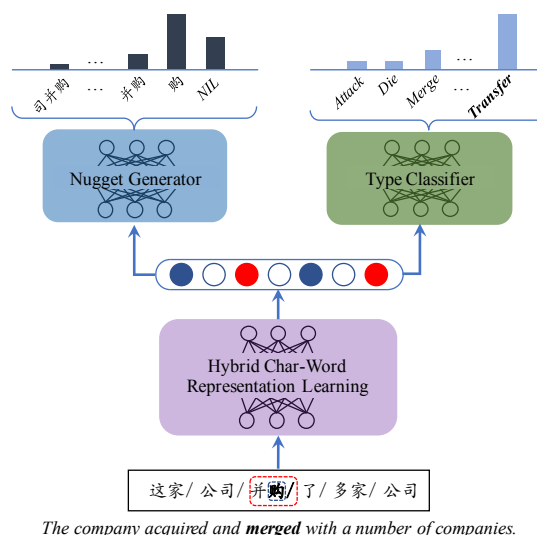 ... ...
司并购 ... 并购 购 NIL
Attack Die Merge ... Transfer
Nugget Generator
Type Classifier
Hybrid Char-Word
Representation Learning
这家/ 公司/ 并购/ 了/ 多家/ 公司
The company acquired and merged with a number of companies.